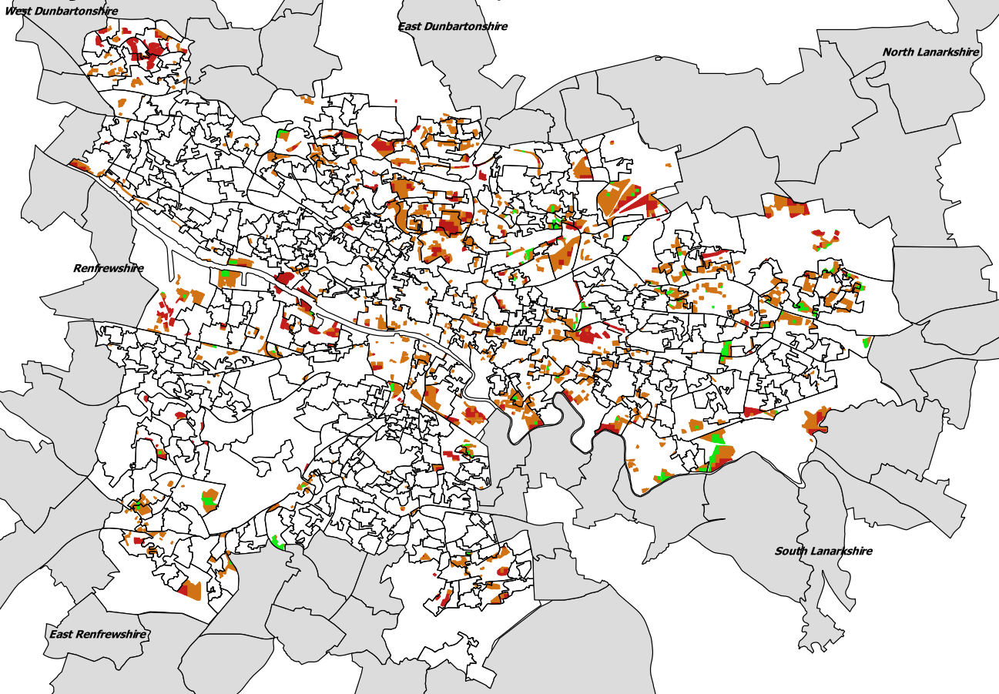 West Dunbartonshire
East Dunbartonshire
North Lanarkshire
Renfrewshire
South Lanarkshire
East Renfrewshire